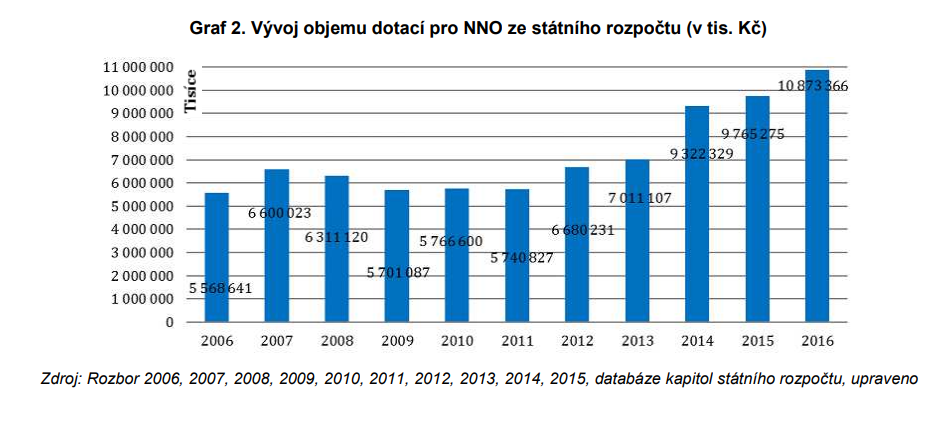 Graf 2. Vývoj objemu dotací pro NNO ze státního rozpočtu (v tis. Kč)
Tisíce
11 000 000
10 000 000
9 000 000
8 000 000
7 000 000
6 000 000
5 000 000
4 000 000
3 000 000
2 000 000
1 000 000
0
5 568 641
6 600 023
6 311 120
5 701 087
5 766 600
5 740 827
6 680 231
7 011 107
9 322 329
9 765 275
10 873 366
2006 2007 2008 2009 2010 2011 2012 2013 2014 2015 2016
Zdroj: Rozbor 2006, 2007, 2008, 2009, 2010, 2011, 2012, 2013, 2014, 2015, databáze kapitol státního rozpočtu, upraveno